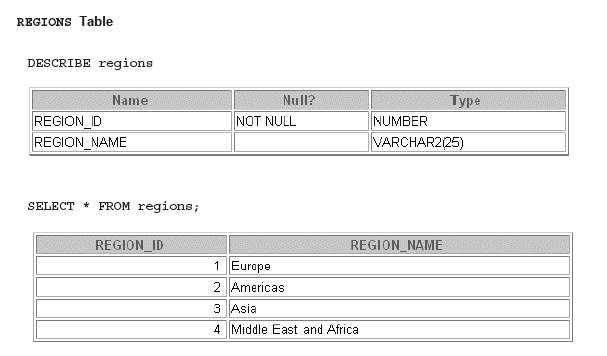 REGIONS Table
DESCRIBE regions
Name Null? Type
REGION_ID NOT NULL NUMBER
REGION_NAME VARCHAR2(25)
SELECT * FROM regions;
REGION_ID REGION_NAME
1 Europe
2 Americas
3 Asia
4 Middle East and Africa